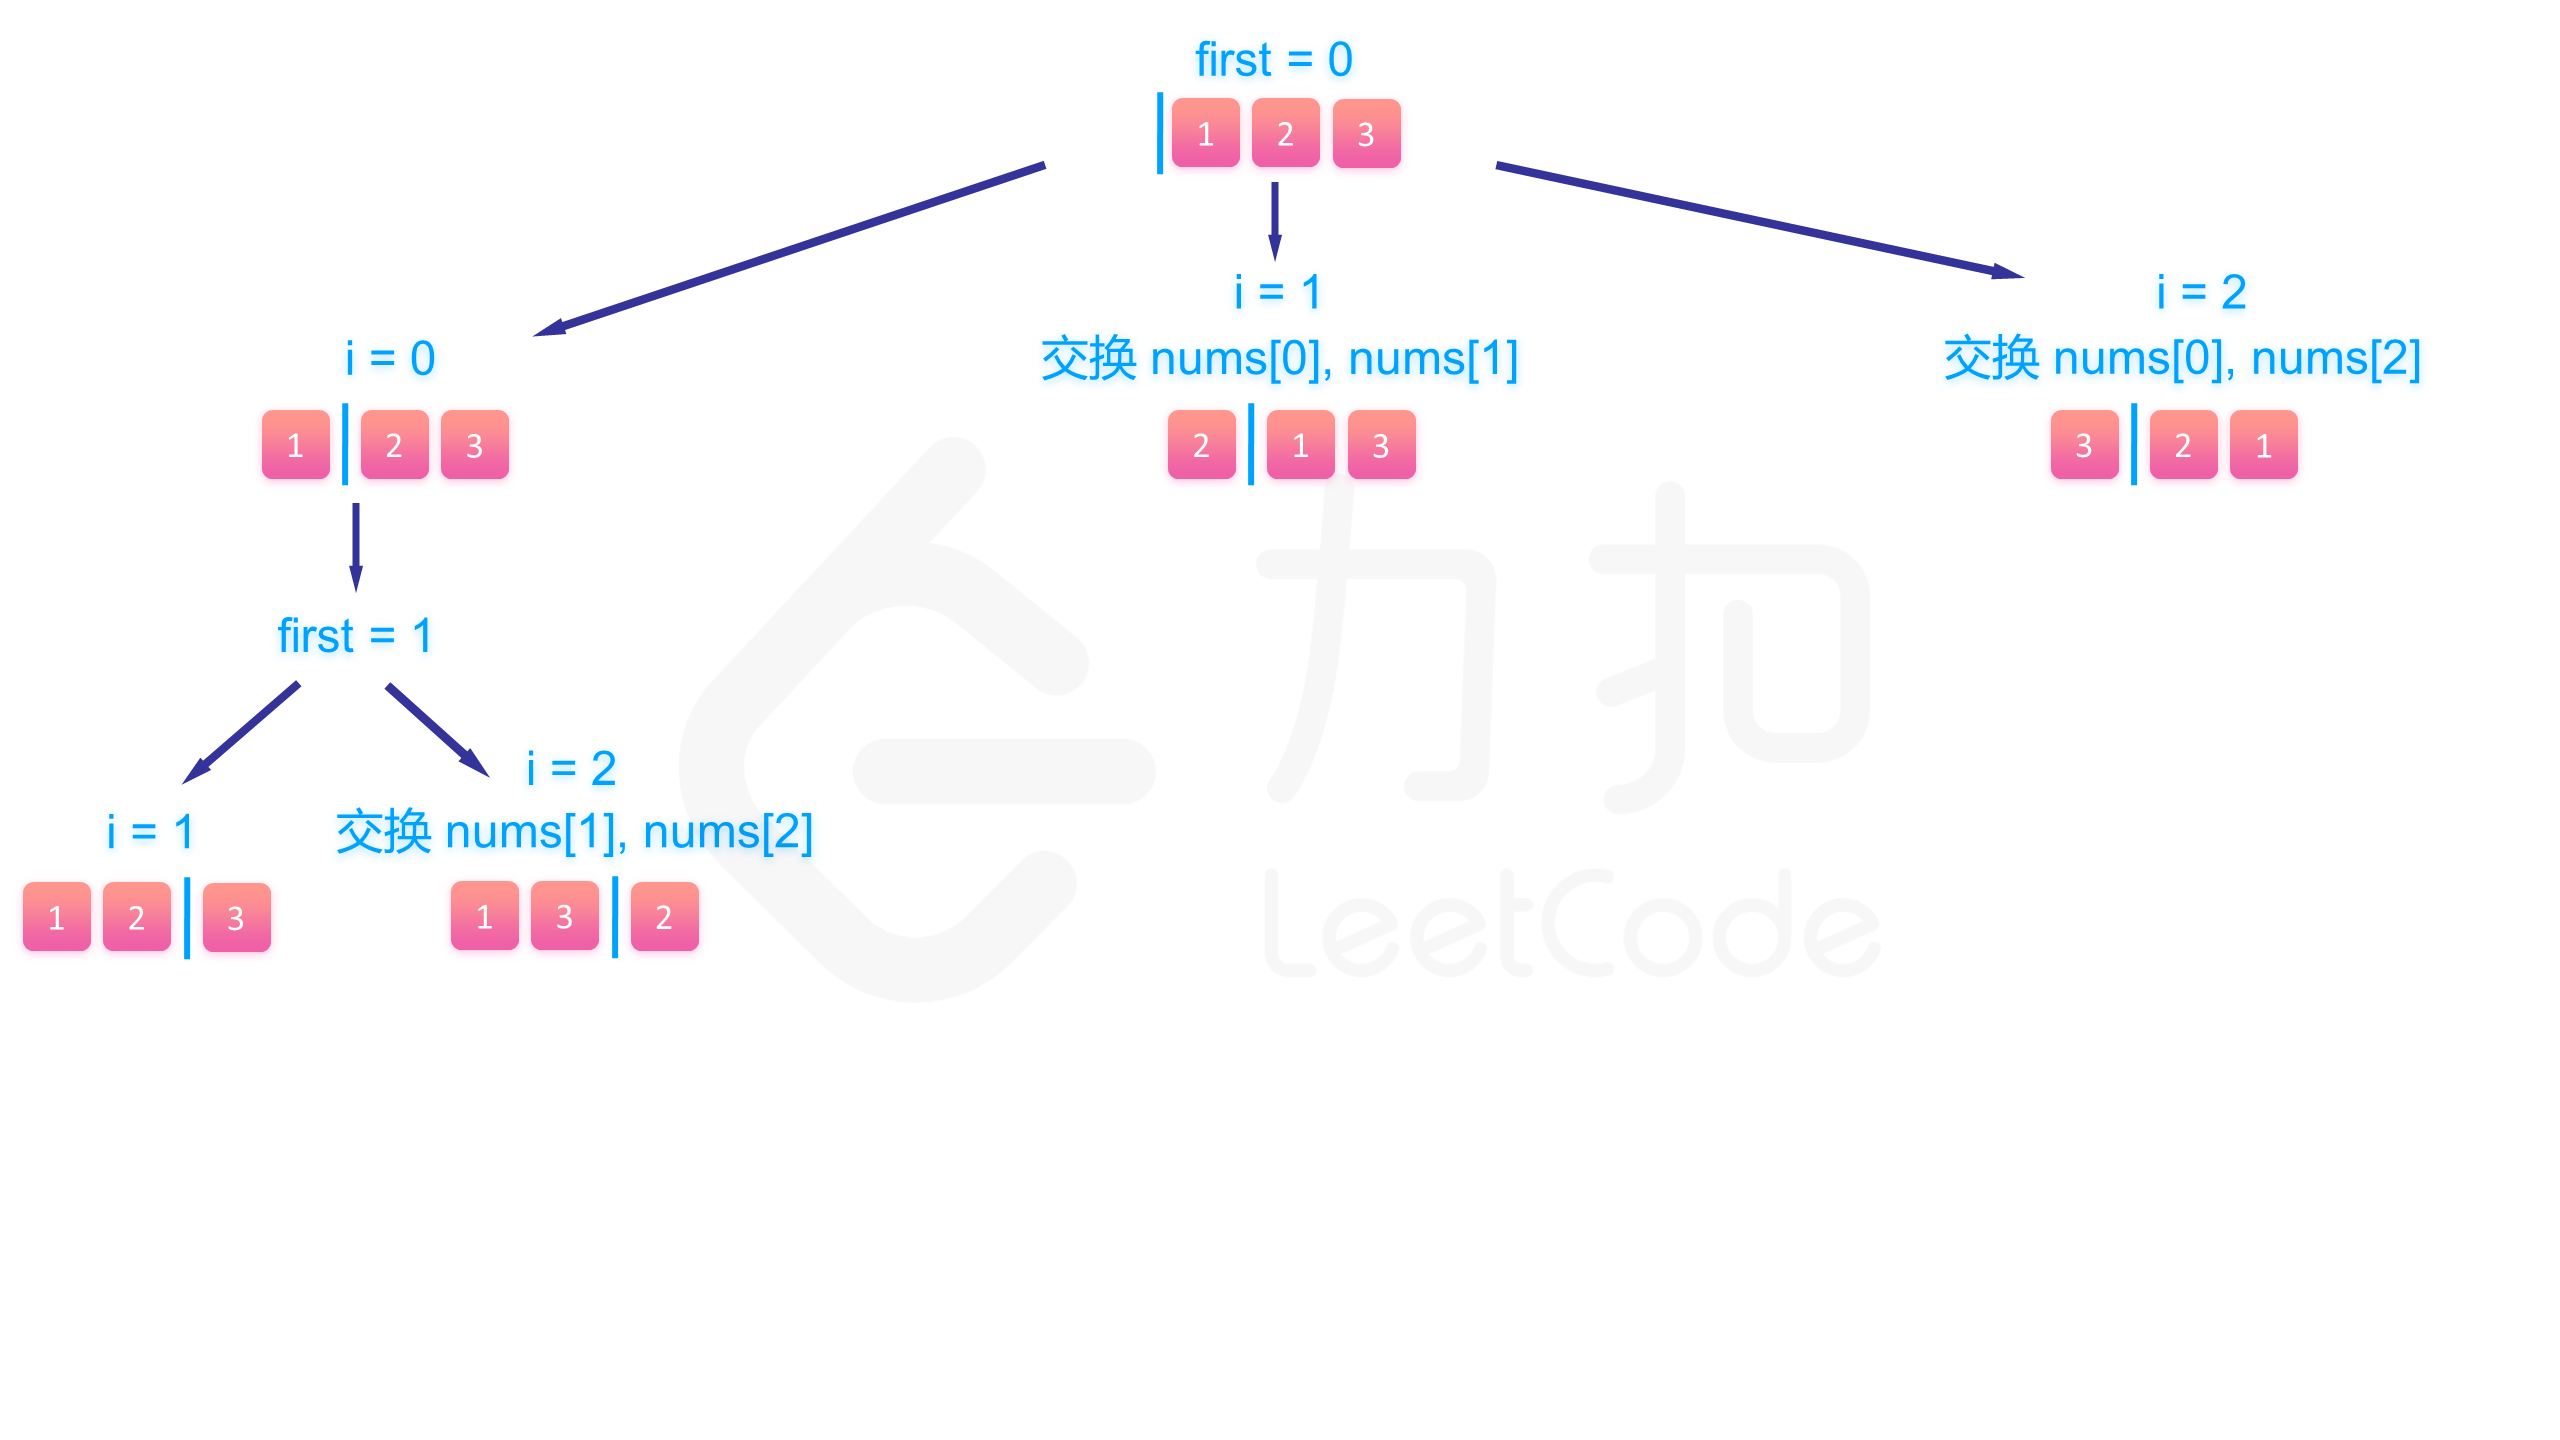 first = 0
1 2 3
i = 0
i = 1
交换 nums[0], nums[1]
i = 2
交换 nums[0], nums[2]
1 2 3
2 1 3
3 2 1
first = 1
i = 1
i = 2
交换 nums[1], nums[2]
1 2 3
1 3 2
力扣
LeetCode